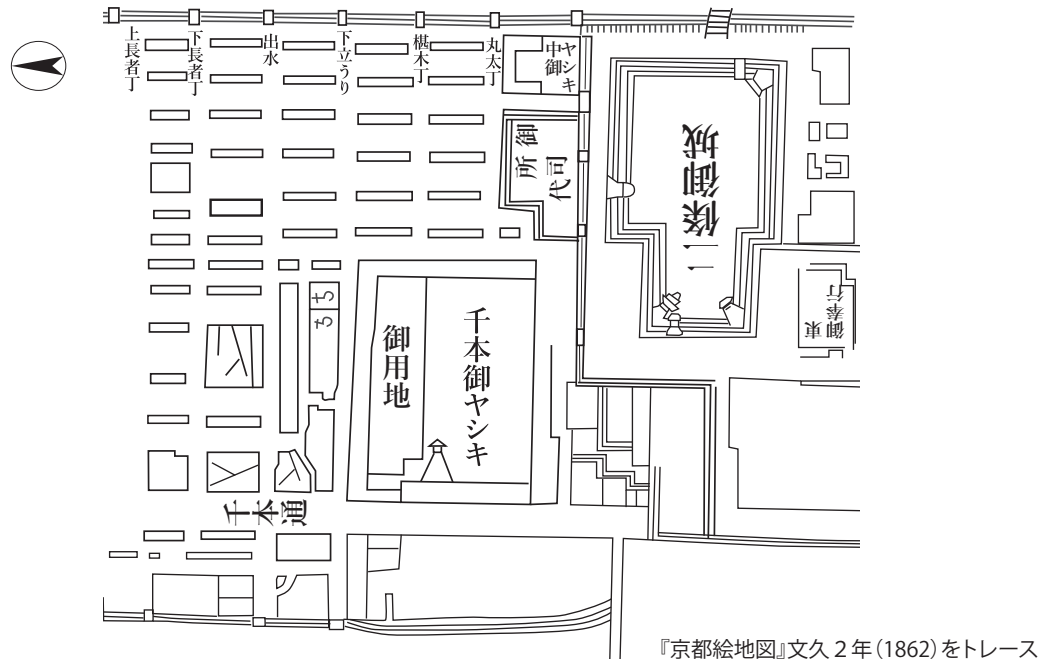 上長者丁
下長者丁
出水
下立うり
椹木丁
丸太丁
中御
ヤシキ
御
所
司
代
二條御城
御用地
千本御ヤシキ
東
御奉行
千本通
『京都絵地図』文久2年(1862)をトレース